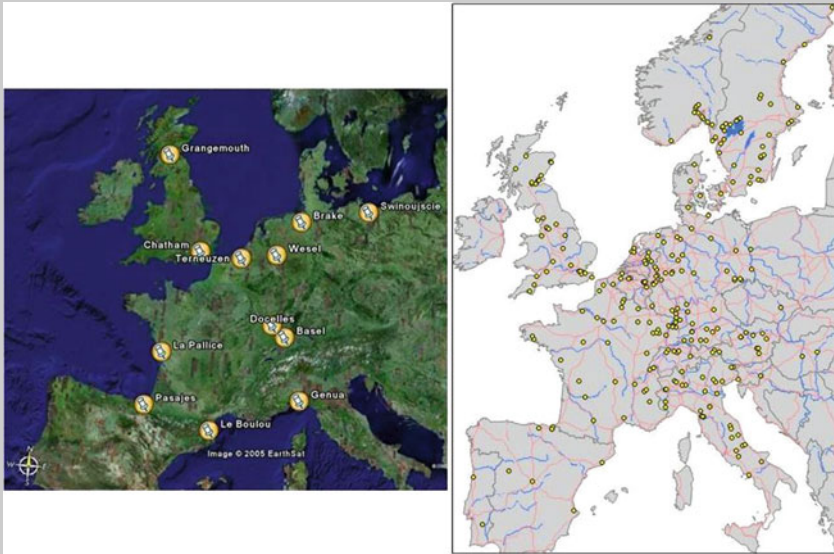 Grangemouth
Swinoujscie
Brake
Chatham
Terneuzen
Wesel
Docelles
Basel
La Pallice
Pasajes
Genua
Le Boulou
Image © 2005 EarthSat
N
W
E